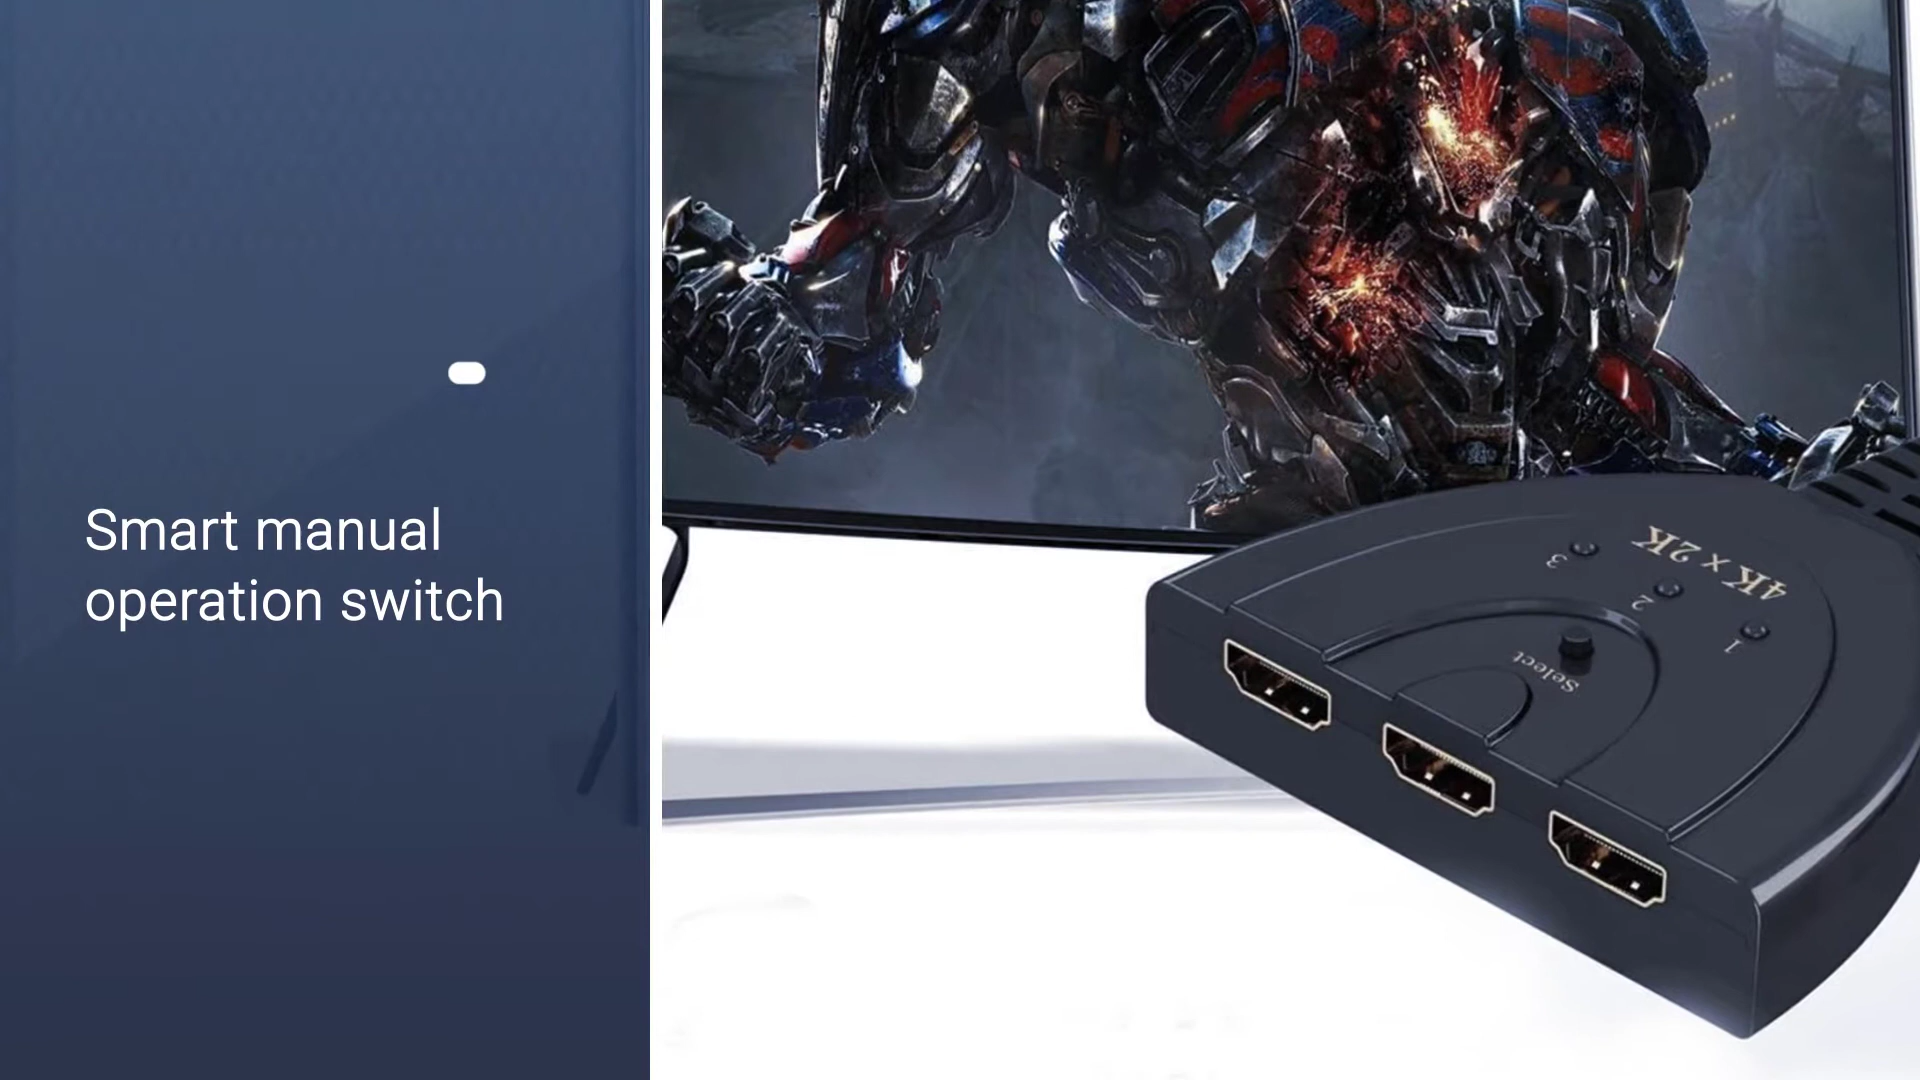 Smart manual
operation switch
4K x 2K
3
2
1
Select